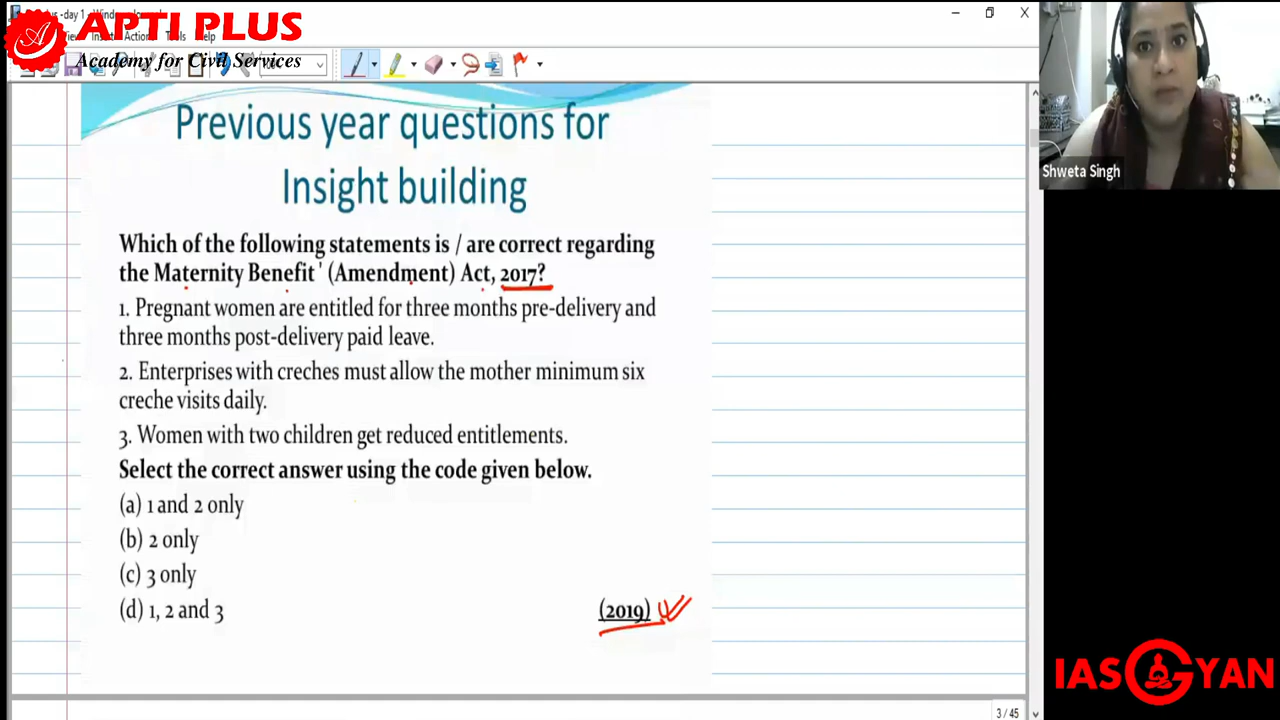 APTI PLUS
Academy for Civil Services
Previous year questions for
Insight building
Which of the following statements is / are correct regarding
the Maternity Benefit ' (Amendment) Act, 2017?
1. Pregnant women are entitled for three months pre-delivery and
three months post-delivery paid leave.
2. Enterprises with creches must allow the mother minimum six
creche visits daily.
3. Women with two children get reduced entitlements.
Select the correct answer using the code given below.
(a) 1 and 2 only
(b) 2 only
(c) 3 only
(d) 1, 2 and 3
(2019)
Shweta Singh
IASGYAN
3 / 45